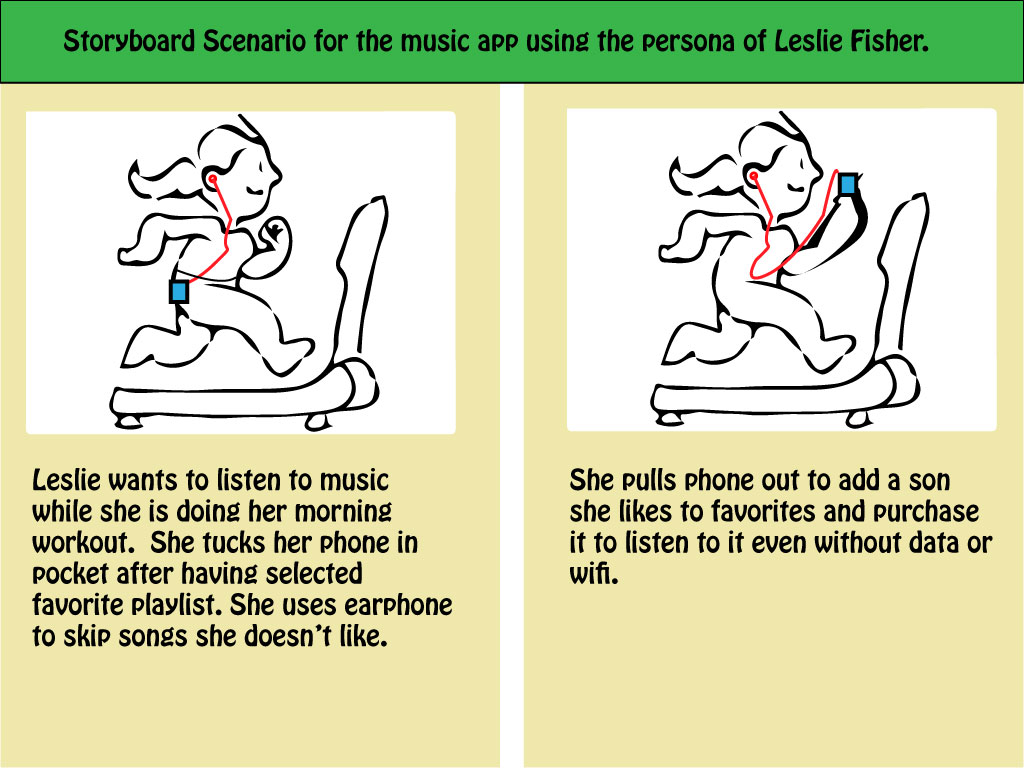 Storyboard Scenario for the music app using the persona of Leslie Fisher.
Leslie wants to listen to music
while she is doing her morning
workout.  She tucks her phone in
pocket after having selected
favorite playlist. She uses earphone
to skip songs she doesn't like.
She pulls phone out to add a son
she likes to favorites and purchase
it to listen to it even without data or
wifi.